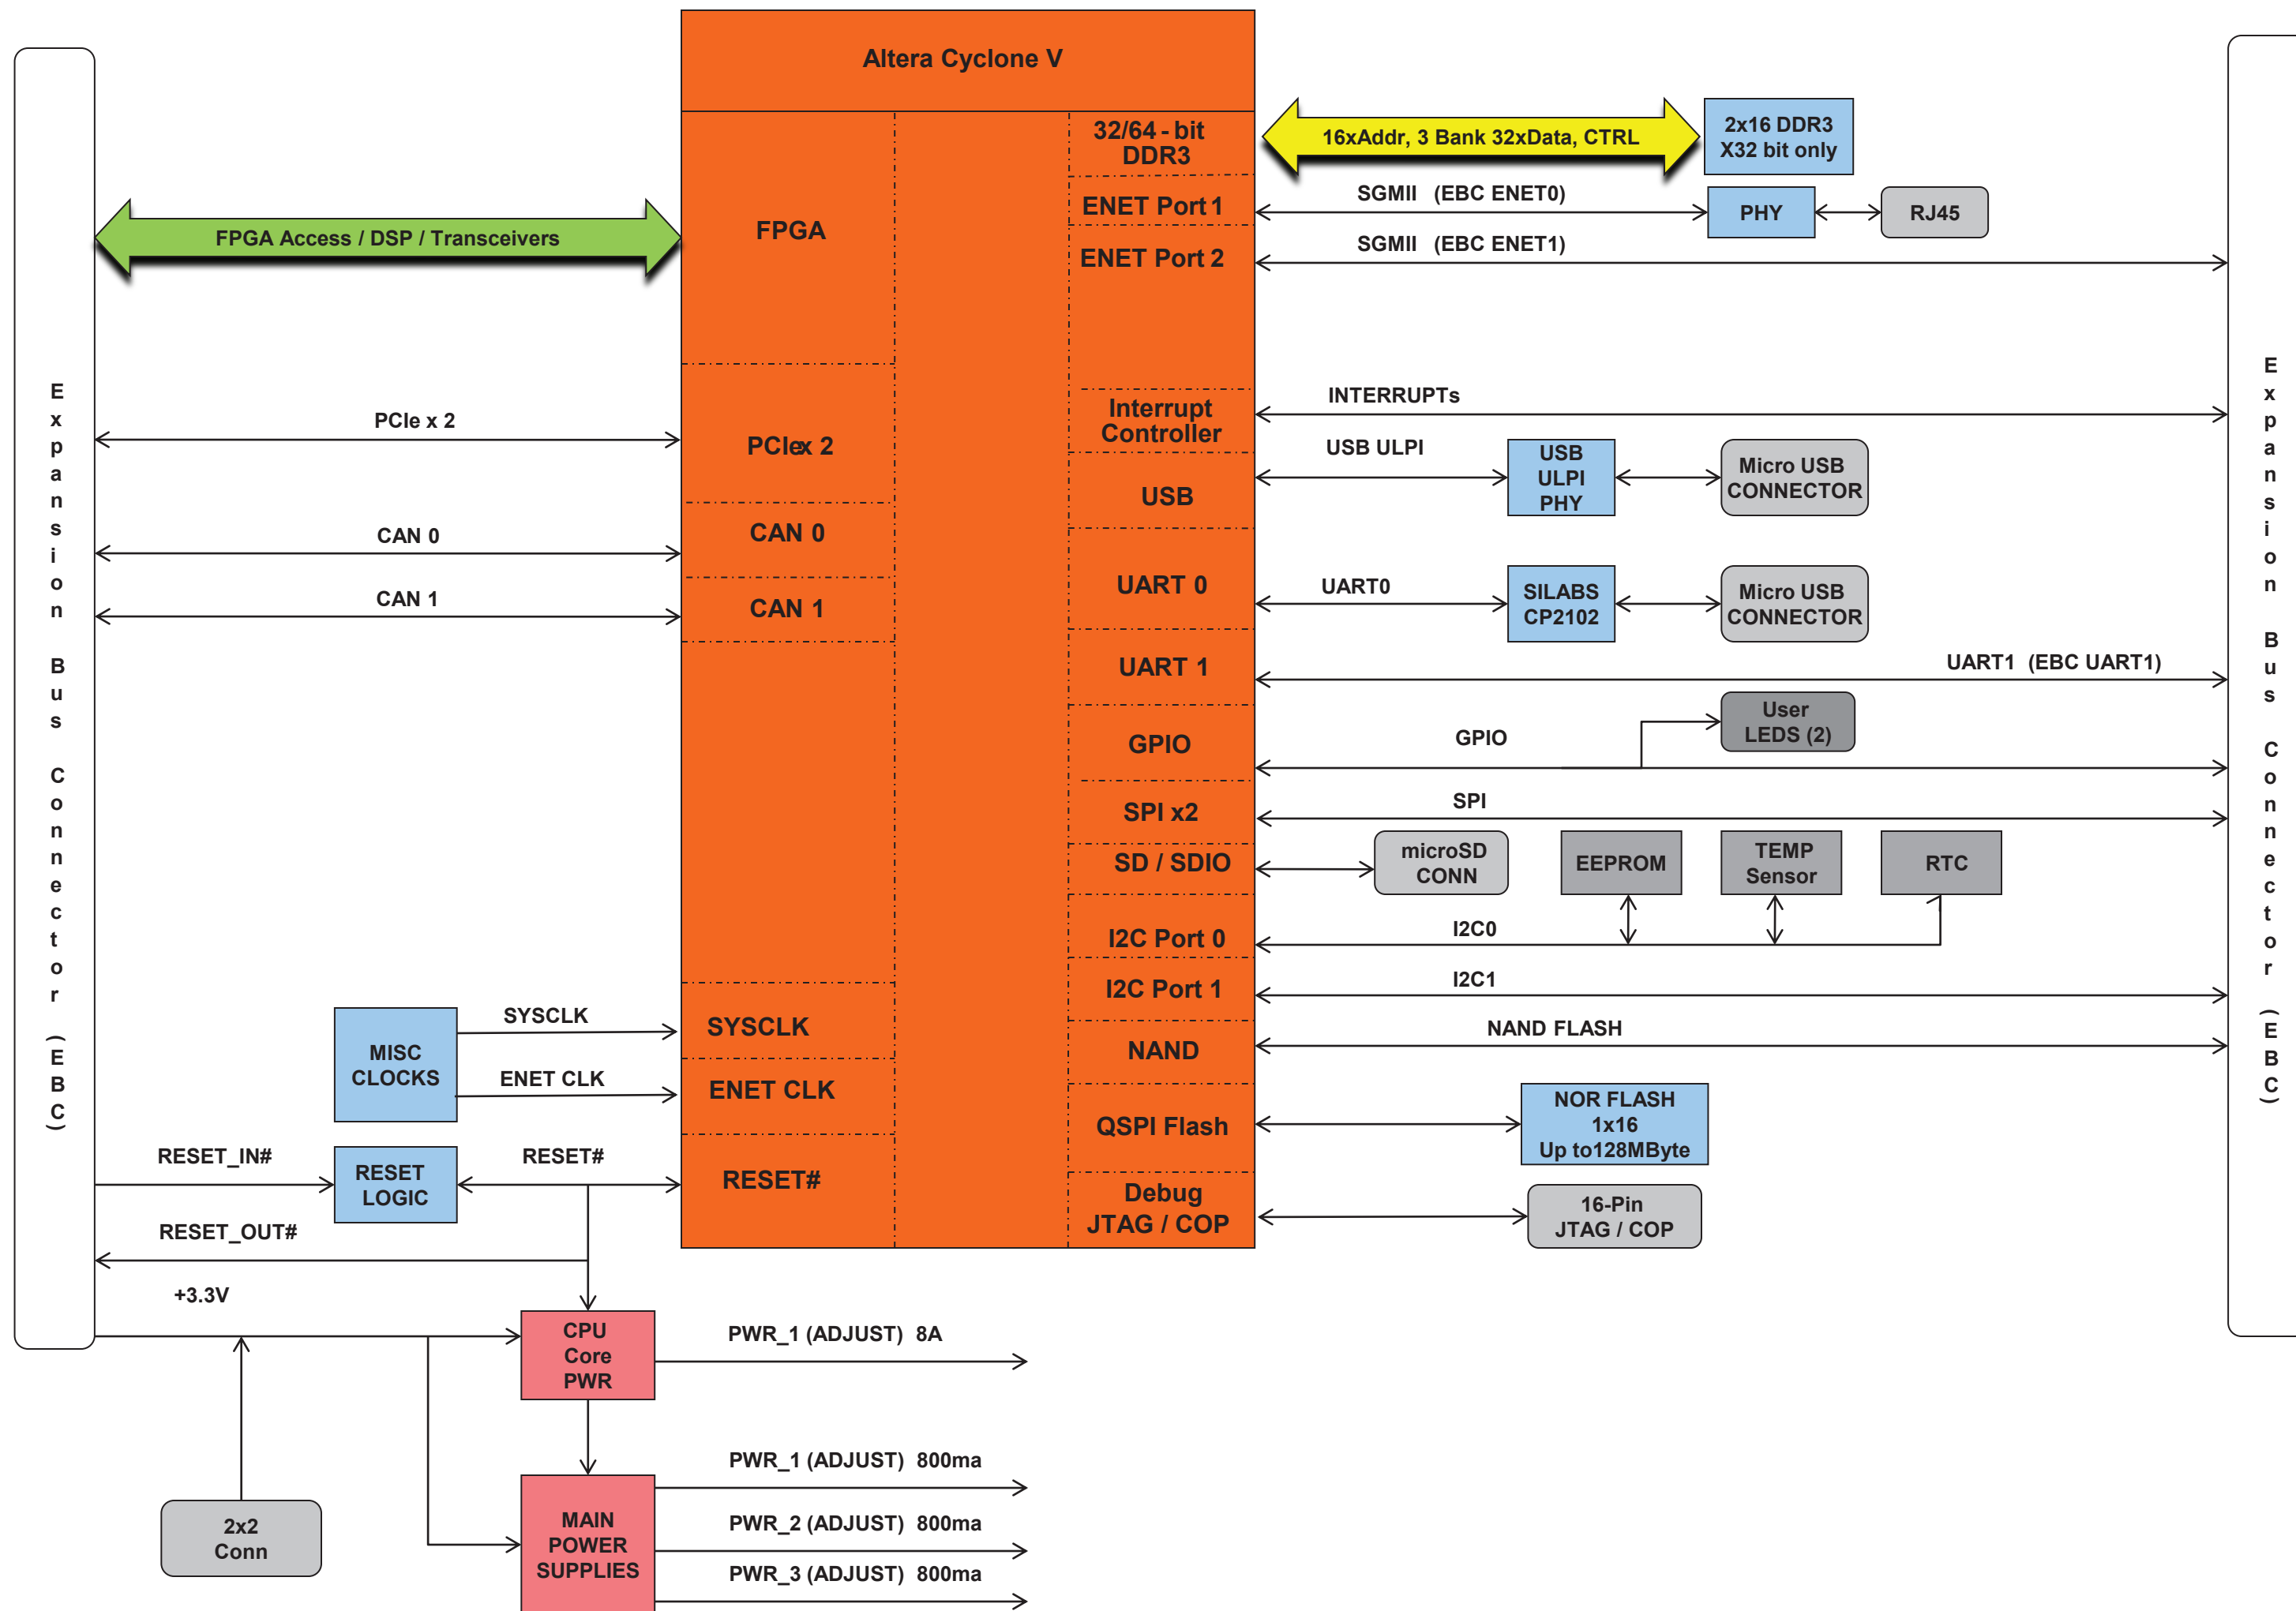 Altera Cyclone V
32/64 - bit
DDR3
16xAddr, 3 Bank 32xData, CTRL
2x16 DDR3
X32 bit only
ENET Port 1
SGMII (EBC ENET0)
PHY
RJ45
FPGA Access / DSP / Transceivers
FPGA
ENET Port 2
SGMII (EBC ENET1)
Expansion Bus Connector (EBC)
Expansion Bus Connector (EBC)
PCIe x 2
PCIex 2
Interrupt
Controller
INTERRUPTs
USB
USB ULPI
USB
ULPI
PHY
Micro USB
CONNECTOR
CAN 0
CAN 0
CAN 1
CAN 1
UART 0
UART0
SILABS
CP2102
Micro USB
CONNECTOR
UART 1
UART1 (EBC UART1)
GPIO
GPIO
User
LEDS (2)
SPI x2
SPI
SD / SDIO
microSD
CONN
EEPROM
TEMP
Sensor
RTC
I2C Port 0
I2C0
I2C Port 1
I2C1
MISC
CLOCKS
SYSCLK
SYSCLK
ENET CLK
ENET CLK
NAND
NAND FLASH
QSPI Flash
NOR FLASH
1x16
Up to128MByte
RESET_IN#
RESET
LOGIC
RESET#
RESET#
Debug
JTAG / COP
16-Pin
JTAG / COP
RESET_OUT#
+3.3V
CPU
Core
PWR
PWR_1 (ADJUST) 8A
2x2
Conn
MAIN
POWER
SUPPLIES
PWR_1 (ADJUST) 800ma
PWR_2 (ADJUST) 800ma
PWR_3 (ADJUST) 800ma